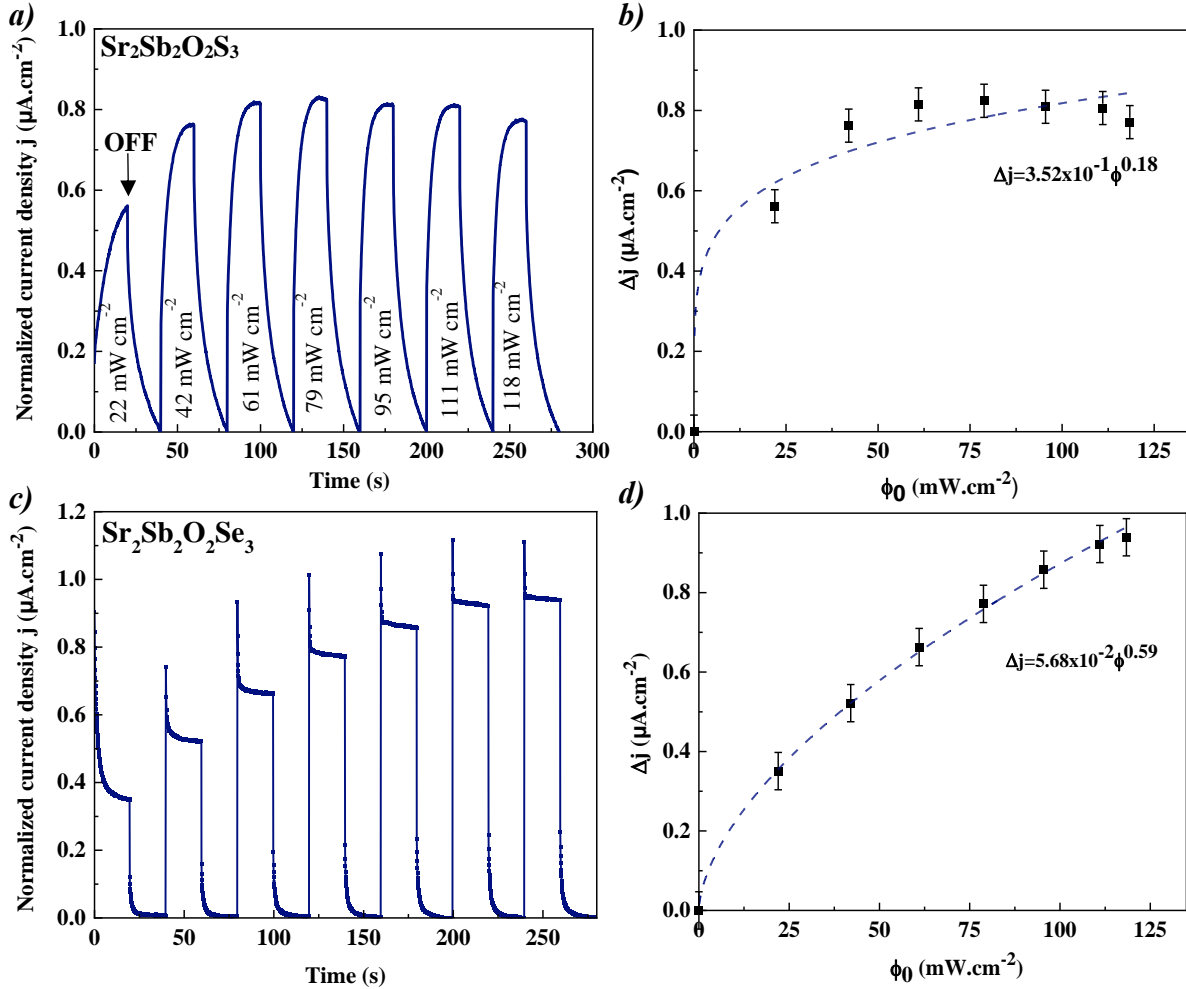 a)
Sr₂Sb₂O₂S₃
OFF
Normalized current density j (μA.cm⁻²)
1.0
0.8
0.6
0.4
0.2
0.0
22 mW cm⁻²
42 mW cm⁻²
61 mW cm⁻²
79 mW cm⁻²
95 mW cm⁻²
111 mW cm⁻²
118 mW cm⁻²
0 50 100 150 200 250 300
Time (s)
b)
Δj (μA.cm⁻²)
1.0
0.8
0.6
0.4
0.2
0.0
Δj=3.52x10⁻¹ϕ⁰·¹⁸
0 25 50 75 100 125
ϕ0 (mW.cm⁻²)
c)
Sr₂Sb₂O₂Se₃
Normalized current density j (μA.cm⁻²)
1.2
1.0
0.8
0.6
0.4
0.2
0.0
0 50 100 150 200 250
Time (s)
d)
Δj (μA.cm⁻²)
1.0
0.8
0.6
0.4
0.2
0.0
Δj=5.68x10⁻²ϕ⁰·⁵⁹
0 25 50 75 100 125
ϕ0 (mW.cm⁻²)